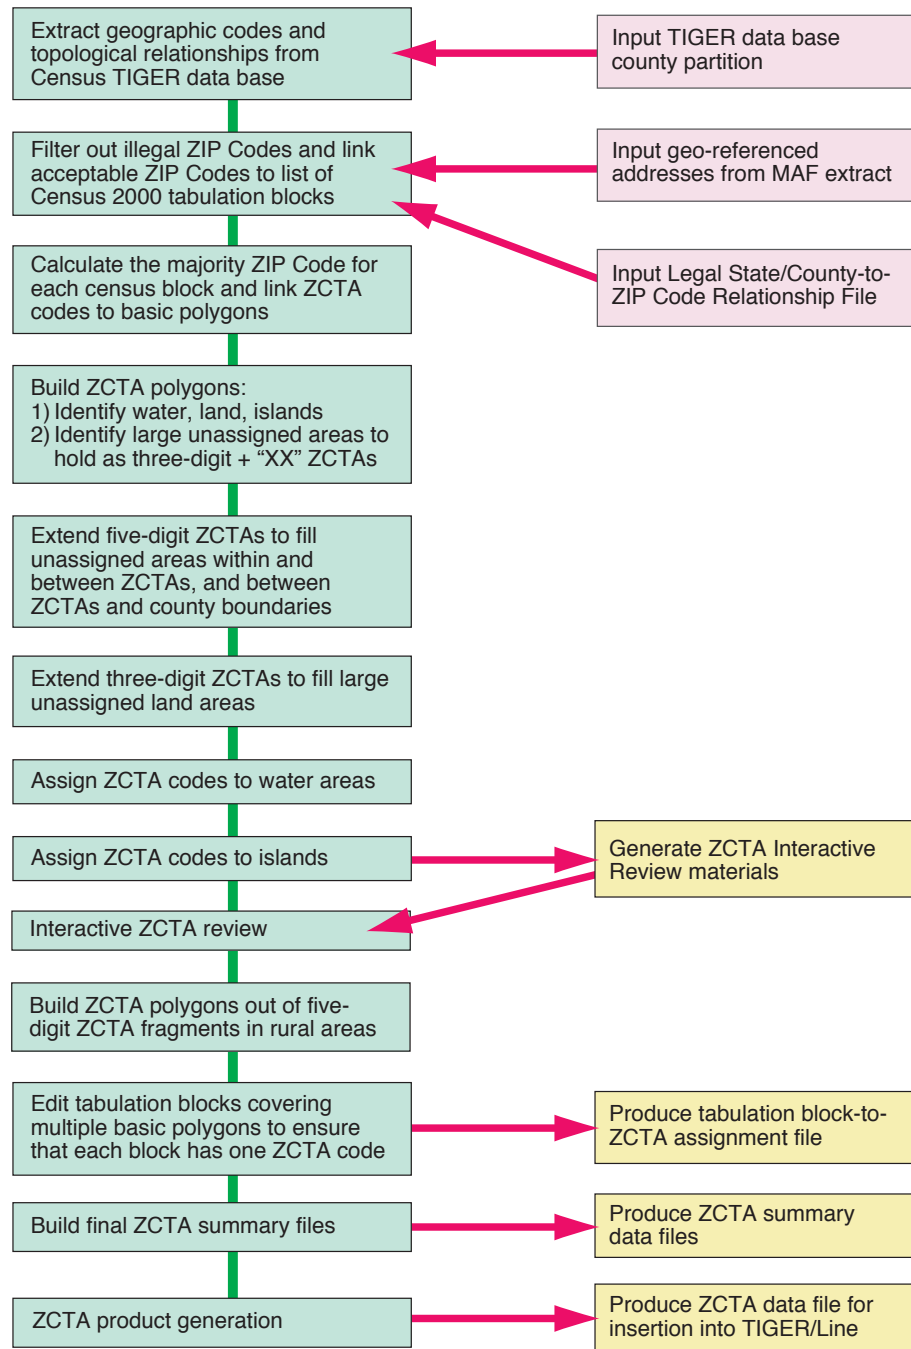 Extract geographic codes and
topological relationships from
Census TIGER data base
Input TIGER data base
county partition
Filter out illegal ZIP Codes and link
acceptable ZIP Codes to list of
Census 2000 tabulation blocks
Input geo-referenced
addresses from MAF extract
Calculate the majority ZIP Code for
each census block and link ZCTA
codes to basic polygons
Input Legal State/County-to-
ZIP Code Relationship File
Build ZCTA polygons:
1) Identify water, land, islands
2) Identify large unassigned areas to
hold as three-digit + “XX” ZCTAs
Extend five-digit ZCTAs to fill
unassigned areas within and
between ZCTAs, and between
ZCTAs and county boundaries
Extend three-digit ZCTAs to fill large
unassigned land areas
Assign ZCTA codes to water areas
Assign ZCTA codes to islands
Generate ZCTA Interactive
Review materials
Interactive ZCTA review
Build ZCTA polygons out of five-
digit ZCTA fragments in rural areas
Edit tabulation blocks covering
multiple basic polygons to ensure
that each block has one ZCTA code
Produce tabulation block-to-
ZCTA assignment file
Build final ZCTA summary files
Produce ZCTA summary
data files
ZCTA product generation
Produce ZCTA data file for
insertion into TIGER/Line